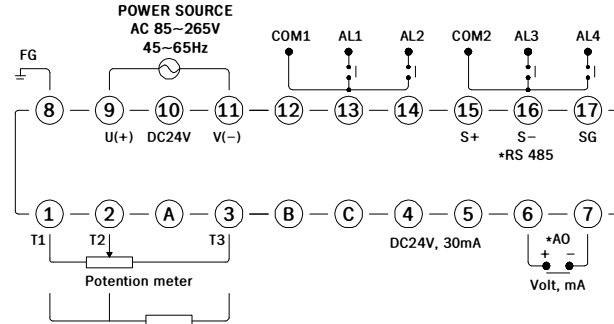 POWER SOURCE
AC 85~265V
45~65Hz
COM1 AL1 AL2 COM2 AL3 AL4
FG
8 9 10 11 12 13 14 15 16 17
U(+) DC24V V(−) S+ S− SG
*RS 485
1 2 A 3 B C 4 5 6 7
T1 T2 T3 DC24V, 30mA *AO
+ −
Potention meter Volt, mA